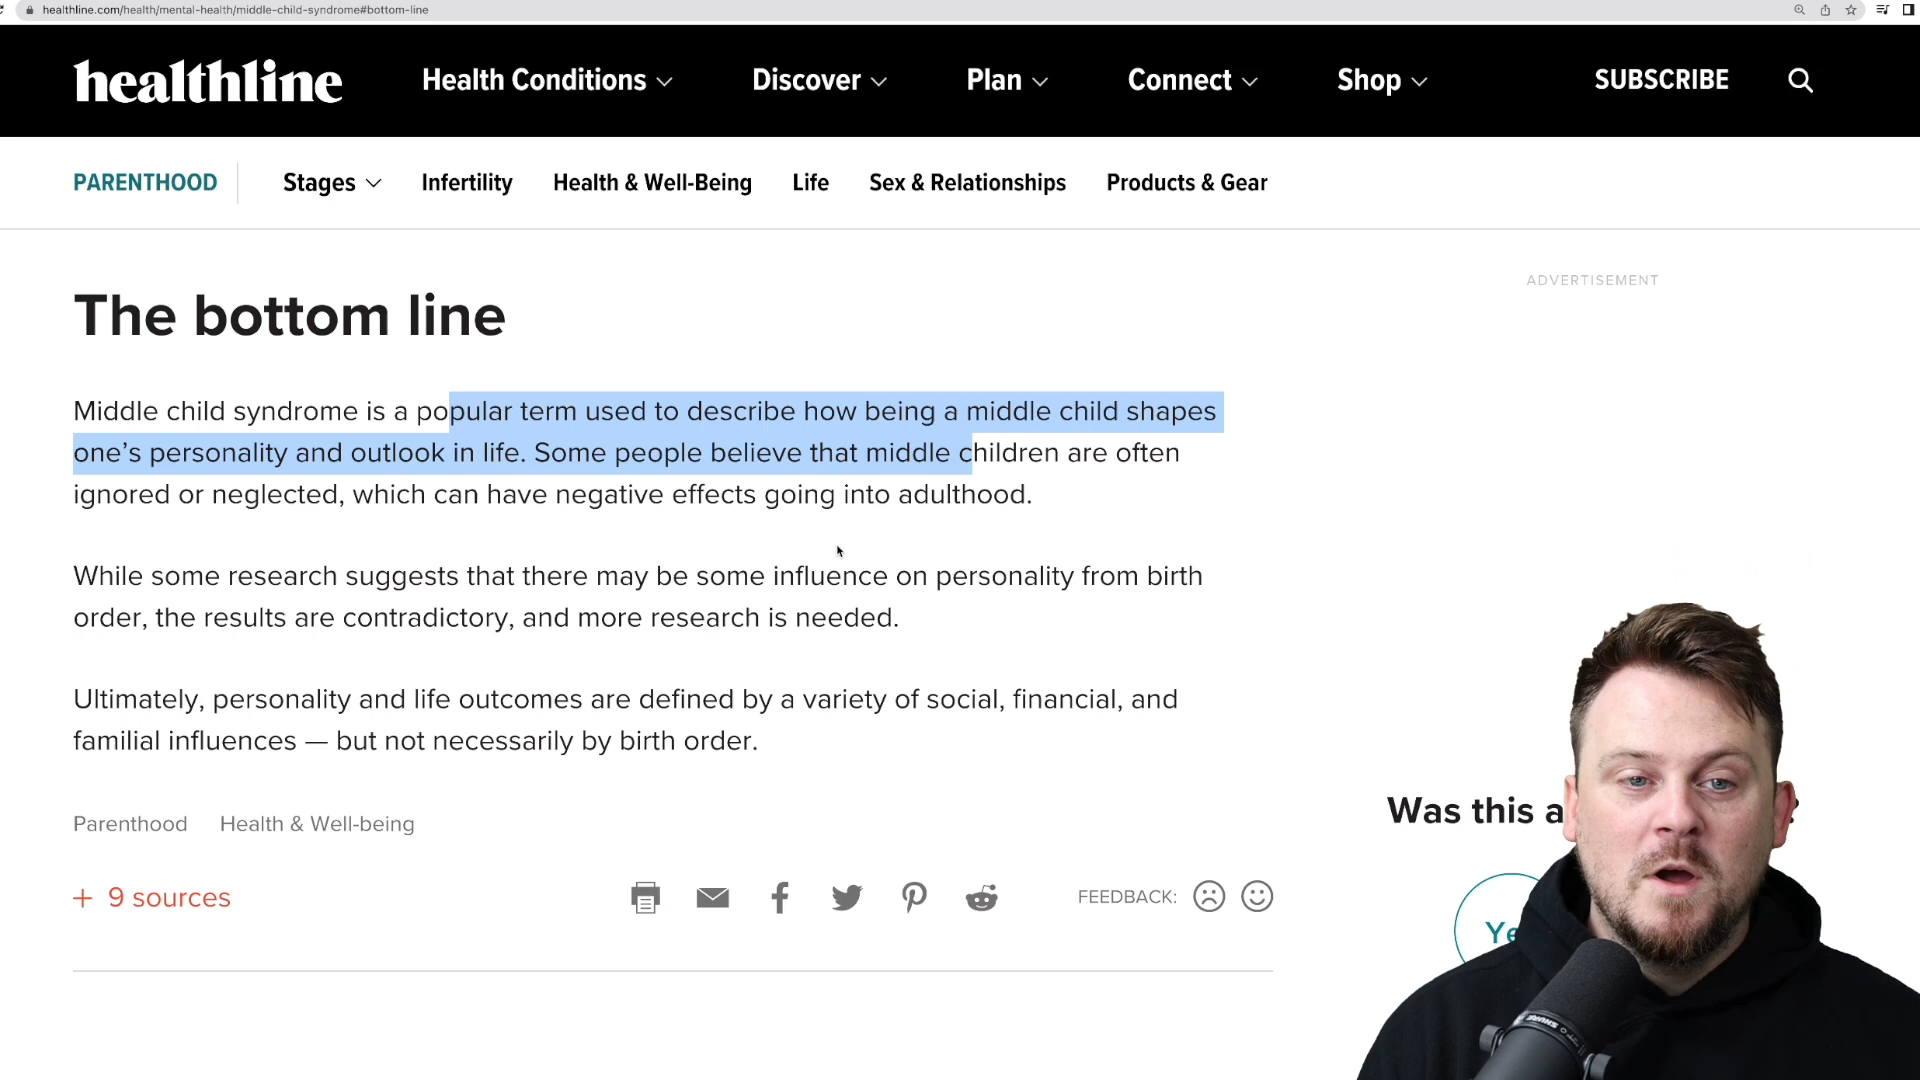 healthline.com/health/mental-health/middle-child-syndrome#bottom-line
healthline Health Conditions Discover Plan Connect Shop SUBSCRIBE
PARENTHOOD Stages Infertility Health & Well-Being Life Sex & Relationships Products & Gear
ADVERTISEMENT
The bottom line
Middle child syndrome is a popular term used to describe how being a middle child shapes
one’s personality and outlook in life. Some people believe that middle children are often
ignored or neglected, which can have negative effects going into adulthood.
While some research suggests that there may be some influence on personality from birth
order, the results are contradictory, and more research is needed.
Ultimately, personality and life outcomes are defined by a variety of social, financial, and
familial influences — but not necessarily by birth order.
Parenthood Health & Well-being
+ 9 sources
FEEDBACK:
Was this a
Ye
SHURE